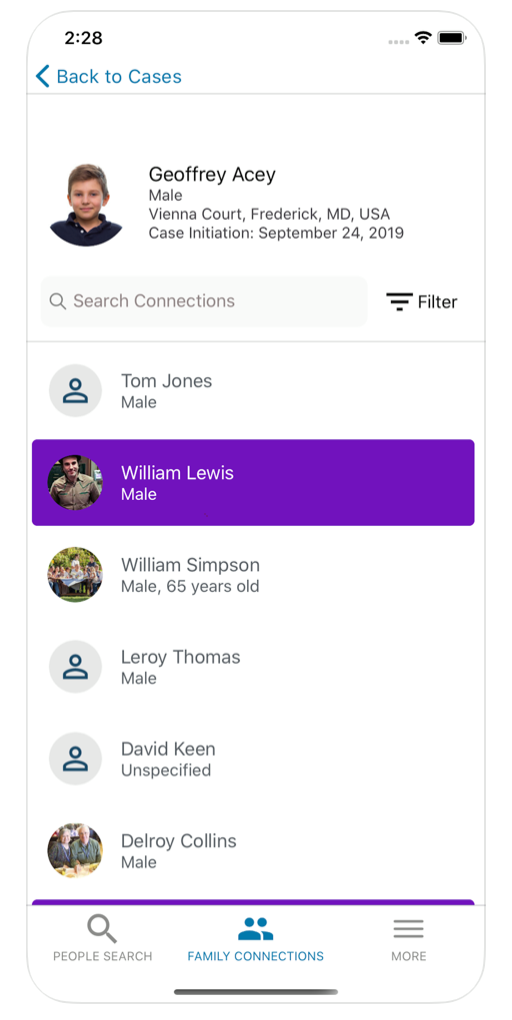 2:28
Back to Cases
Geoffrey Acey
Male
Vienna Court, Frederick, MD, USA
Case Initiation: September 24, 2019
Search Connections
Filter
Tom Jones
Male
William Lewis
Male
William Simpson
Male, 65 years old
Leroy Thomas
Male
David Keen
Unspecified
Delroy Collins
Male
PEOPLE SEARCH
FAMILY CONNECTIONS
MORE